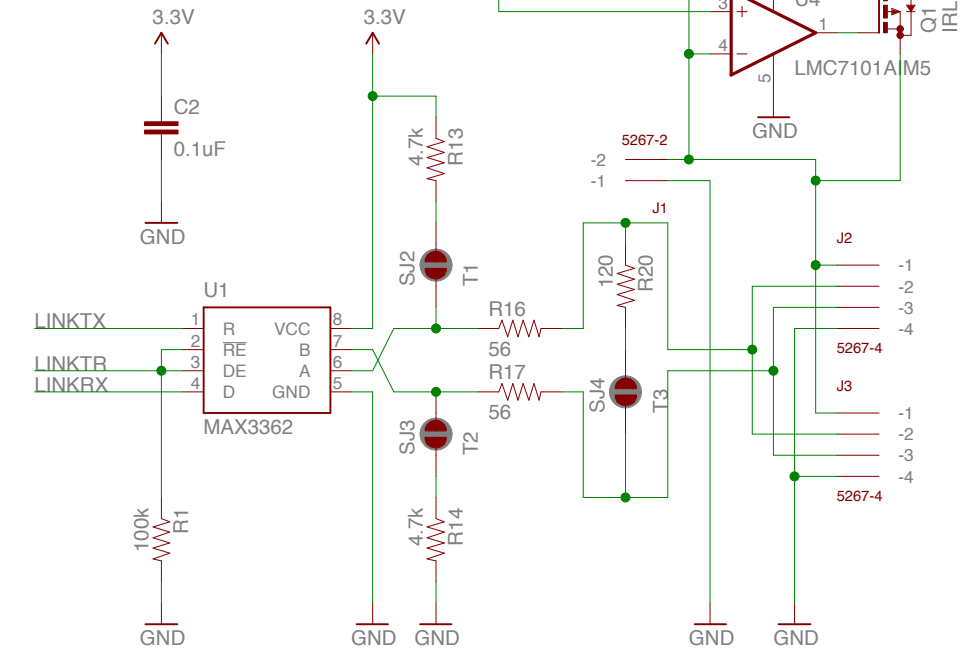 3.3V
3.3V
3
+
U4
1
Q1
IRL
4
−
LMC7101AIM5
5
GND
C2
0.1uF
4.7k
R13
5267-2
-2
-1
J1
GND
J2
SJ2
T1
120
R20
-1
-2
-3
-4
5267-4
U1
LINKTX
1
R
VCC
8
R16
56
2
RE
B
7
LINKTR
3
DE
A
6
R17
LINKRX
4
D
GND
5
56
SJ4
T3
J3
MAX3362
SJ3
T2
-1
-2
-3
-4
5267-4
100k
R1
4.7k
R14
GND
GND
GND
GND
GND